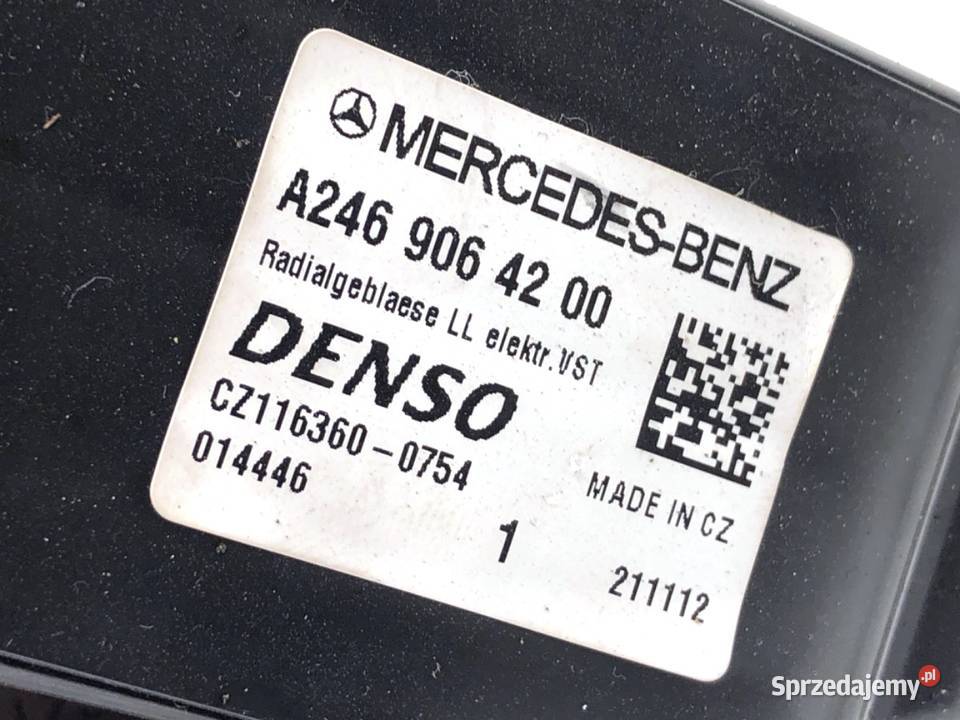 MERCEDES-BENZ
A246 906 42 00
Radialgeblaese LL elektr.VST
DENSO
CZ116360-0754
014446
MADE IN CZ
1
211112
Sprzedajemy.pl